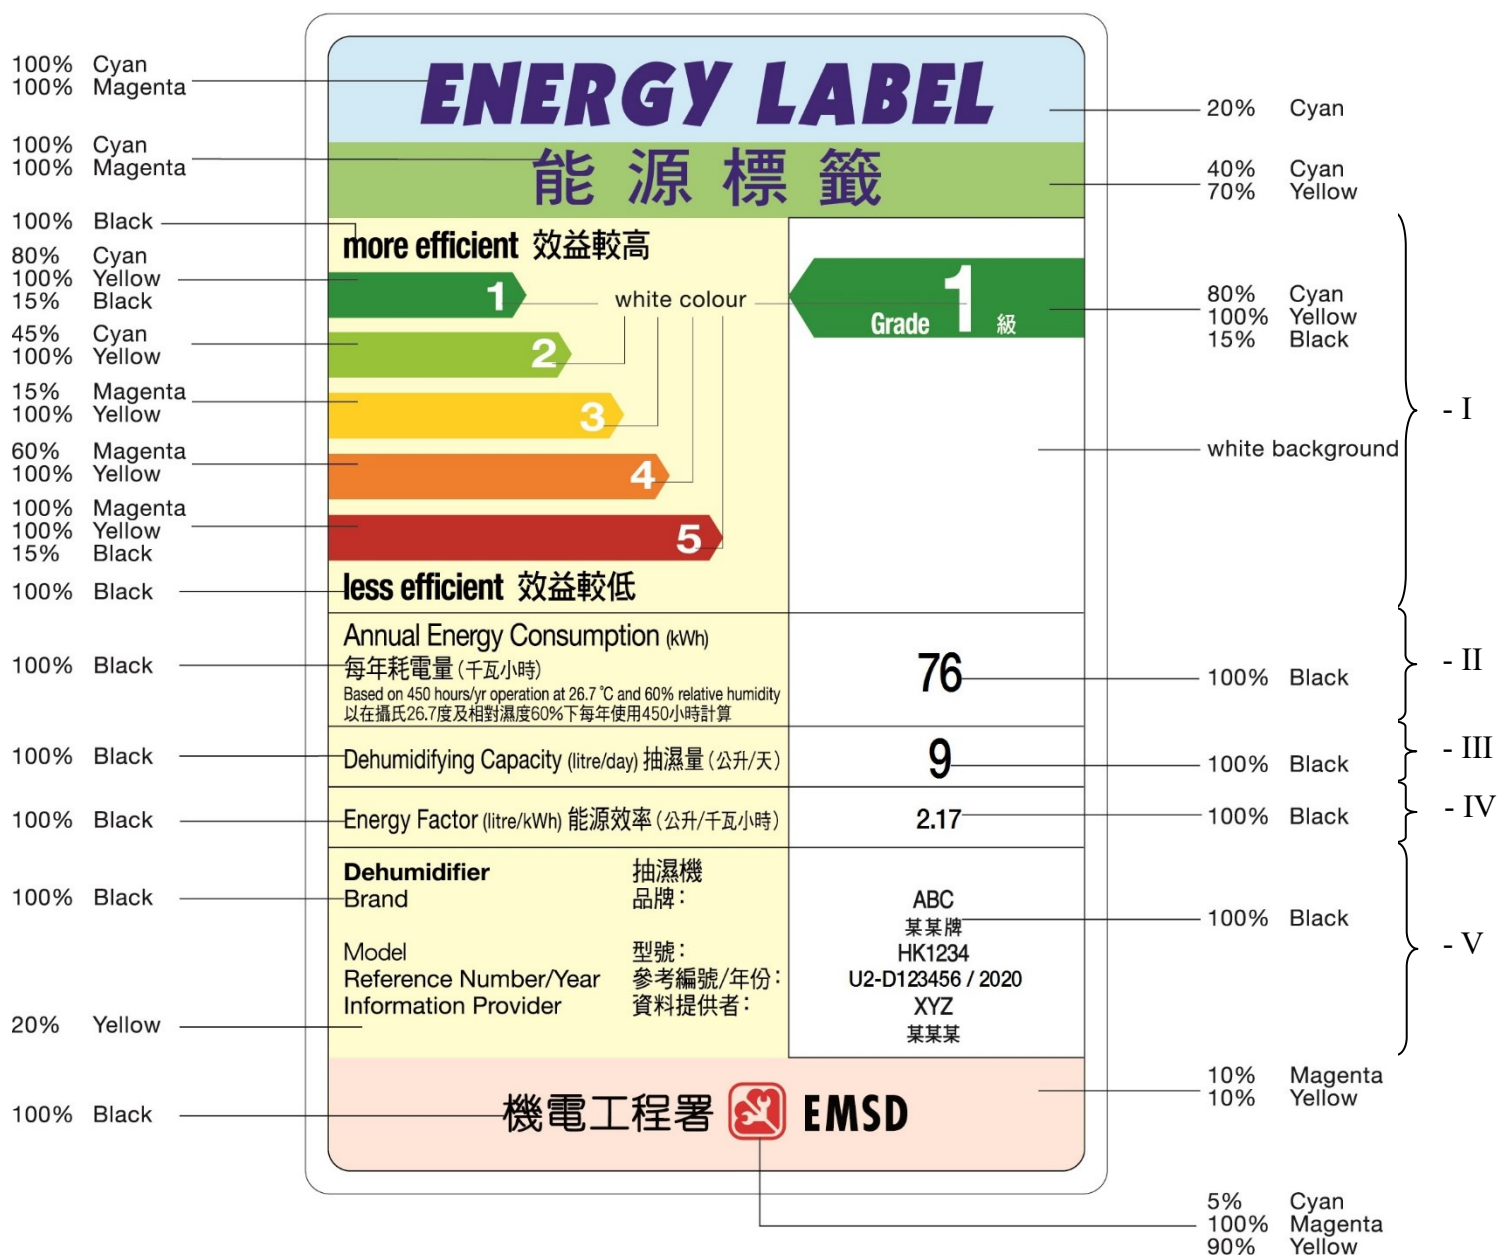 100% Cyan
100% Magenta
ENERGY LABEL
20% Cyan
100% Cyan
100% Magenta
能源標籤
40% Cyan
70% Yellow
100% Black
more efficient 效益較高
80% Cyan
100% Yellow
15% Black
1
white colour
Grade 1 級
80% Cyan
100% Yellow
15% Black
45% Cyan
100% Yellow
2
15% Magenta
100% Yellow
3
- I
60% Magenta
100% Yellow
4
white background
100% Magenta
100% Yellow
15% Black
5
100% Black
less efficient 效益較低
Annual Energy Consumption (kWh)
100% Black
每年耗電量(千瓦小時)
76
100% Black
- II
Based on 450 hours/yr operation at 26.7 °C and 60% relative humidity
以在攝氏26.7度及相對濕度60%下每年使用450小時計算
100% Black
Dehumidifying Capacity (litre/day) 抽濕量(公升/天)
9
100% Black
- III
100% Black
Energy Factor (litre/kWh) 能源效率(公升/千瓦小時)
2.17
100% Black
- IV
Dehumidifier 抽濕機
100% Black
Brand 品牌:
ABC
某某牌
100% Black
- V
Model 型號:
HK1234
Reference Number/Year 參考編號/年份:
U2-D123456 / 2020
Information Provider 資料提供者:
XYZ
某某某
20% Yellow
10% Magenta
10% Yellow
100% Black
機電工程署 EMSD
5% Cyan
100% Magenta
90% Yellow